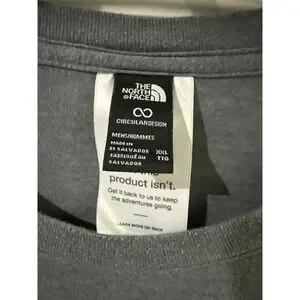 THE
NORTH
FACE
CIRCULARDESIGN
MENS/HOMMES
MADE IN
EL SALVADOR XXL
FABRIQUÉ AU TTG
SALVADOR
product isn't.
Get it back to us to keep
the adventures going.
LEARN MORE ON BACK